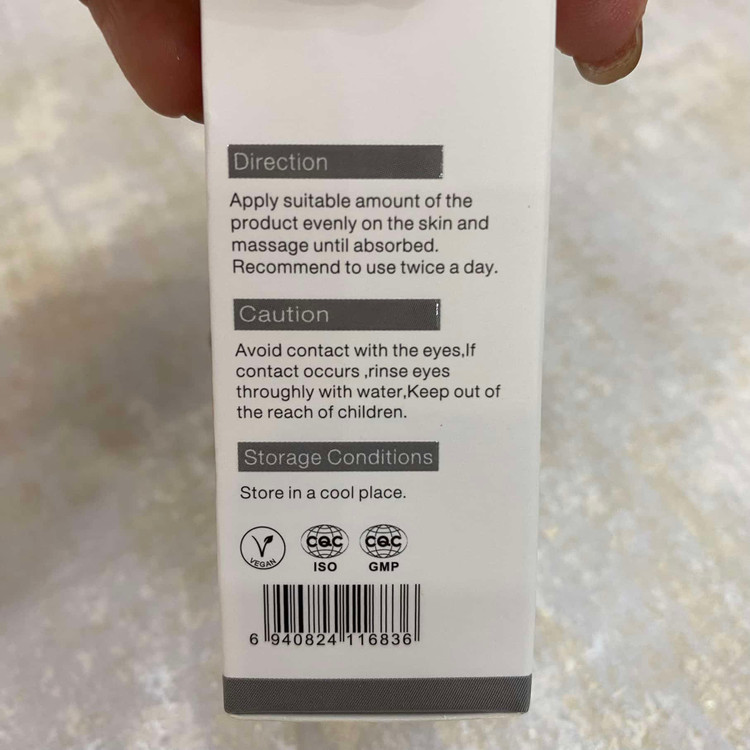 Direction
Apply suitable amount of the
product evenly on the skin and
massage until absorbed.
Recommend to use twice a day.
Caution
Avoid contact with the eyes,If
contact occurs ,rinse eyes
throughly with water,Keep out of
the reach of children.
Storage Conditions
Store in a cool place.
VEGAN
CQC CQC
ISO GMP
6 940824 116836